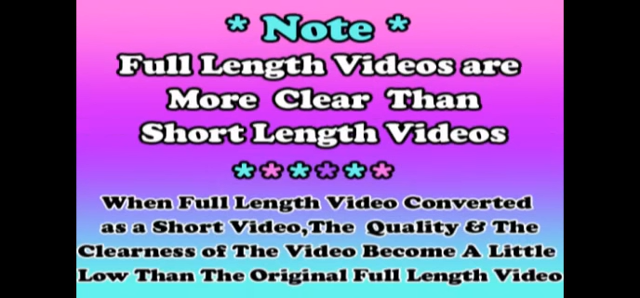 * Note *
Full Length Videos are
More Clear Than
Short Length Videos
******
When Full Length Video Converted
as a Short Video,The Quality & The
Clearness of The Video Become A Little
Low Than The Original Full Length Video